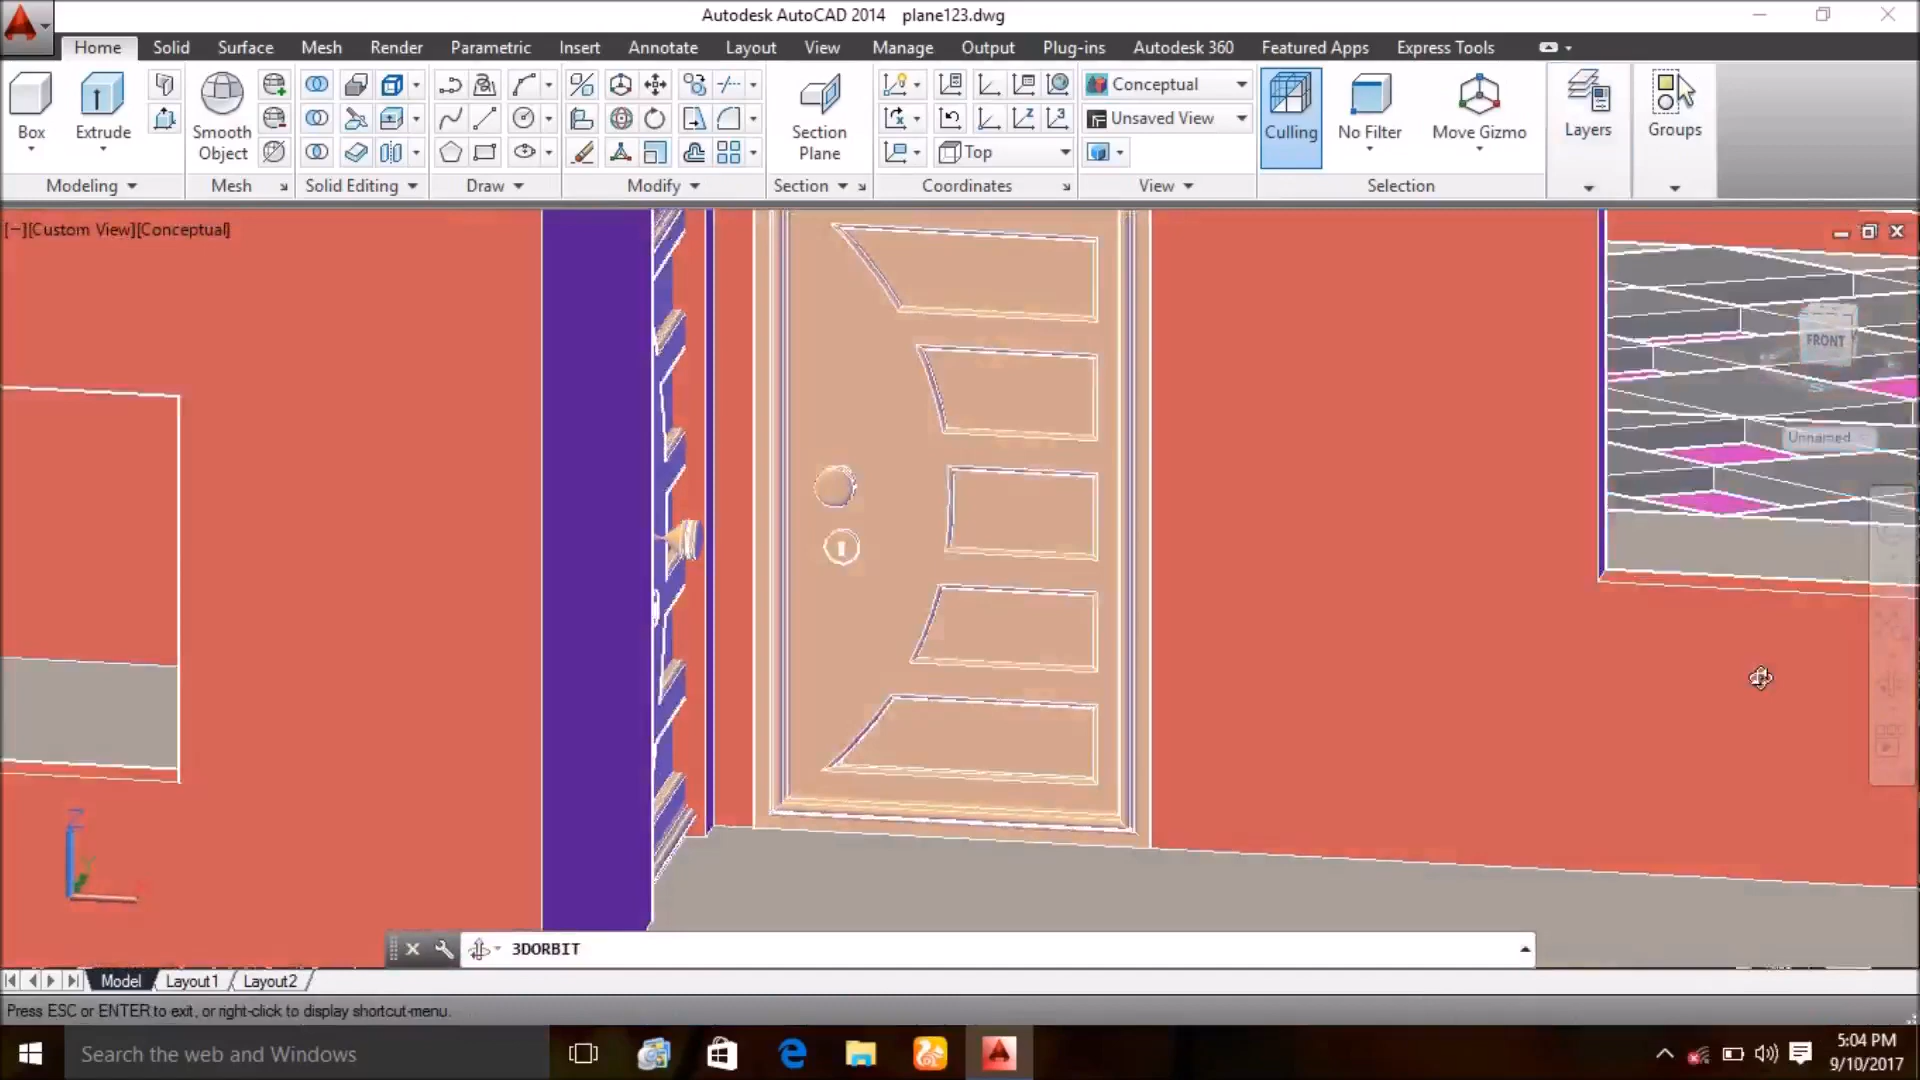 Autodesk AutoCAD 2014 plane123.dwg
Home Solid Surface Mesh Render Parametric Insert Annotate Layout View Manage Output Plug-ins Autodesk 360 Featured Apps Express Tools
Box
Extrude
Smooth
Object
Section
Plane
Conceptual
Unsaved View
Top
Culling
No Filter
Move Gizmo
Layers
Groups
Modeling
Mesh
Solid Editing
Draw
Modify
Section
Coordinates
View
Selection
[−][Custom View][Conceptual]
FRONT
S
Unnamed
Z
Y
3DORBIT
Model Layout1 Layout2
Press ESC or ENTER to exit, or right-click to display shortcut-menu.
Search the web and Windows
5:04 PM
9/10/2017